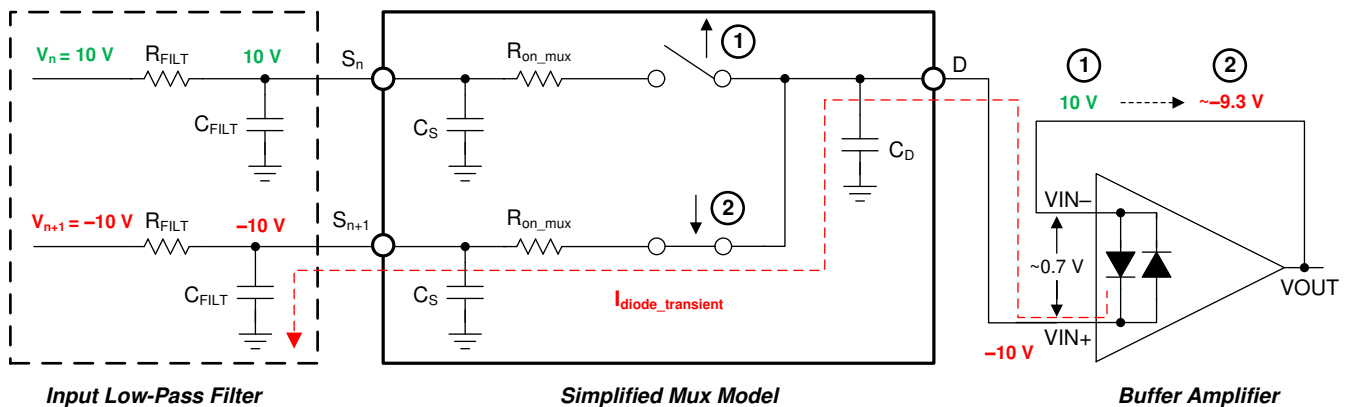 Vn = 10 V
RFILT
10 V
Sn
Ron_mux
1
D
1
2
10 V
~–9.3 V
CFILT
CS
CD
Vn+1 = –10 V
RFILT
–10 V
Sn+1
Ron_mux
2
VIN–
~0.7 V
CFILT
CS
Idiode_transient
VOUT
VIN+
–10 V
Input Low-Pass Filter
Simplified Mux Model
Buffer Amplifier